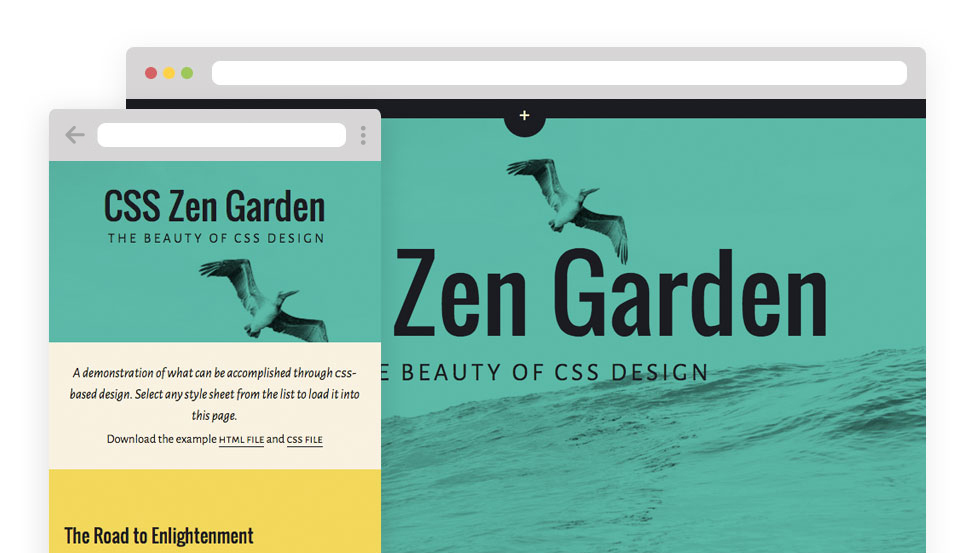 +
CSS Zen Garden
THE BEAUTY OF CSS DESIGN
A demonstration of what can be accomplished through CSS-
based design. Select any style sheet from the list to load it into
this page.
Download the example HTML FILE and CSS FILE
The Road to Enlightenment
Zen Garden
E BEAUTY OF CSS DESIGN